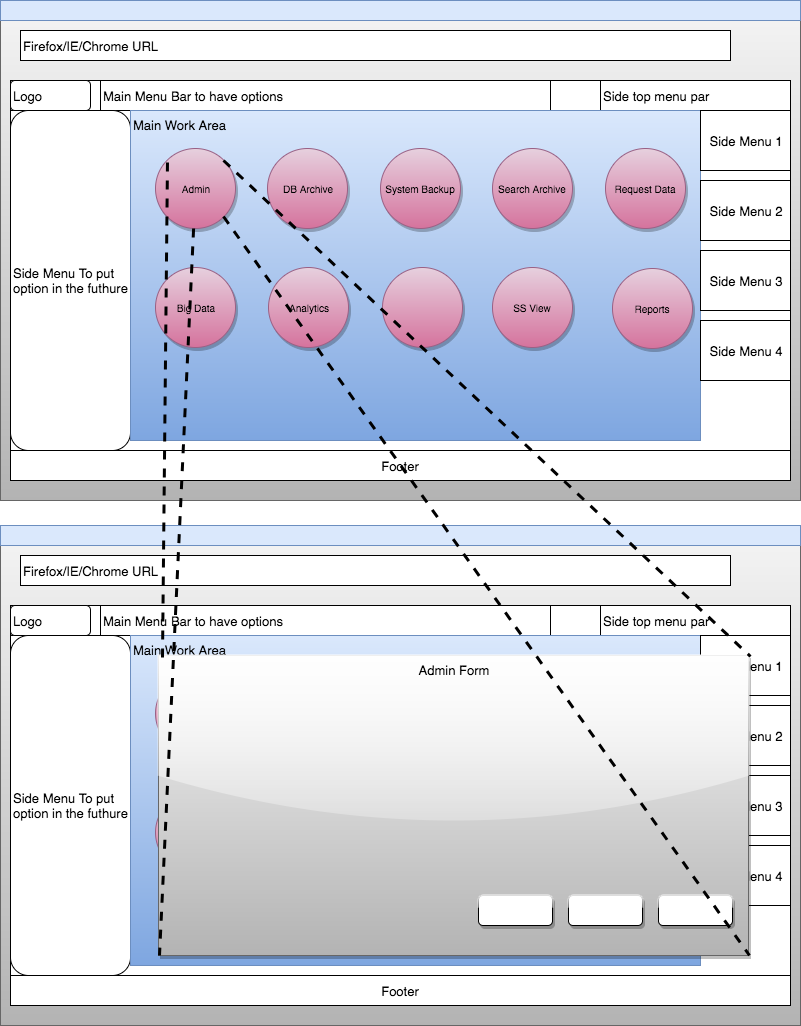 Firefox/IE/Chrome URL
Logo
Main Menu Bar to have options
Side top menu par
Main Work Area
Side Menu 1
Admin
DB Archive
System Backup
Search Archive
Request Data
Side Menu 2
Side Menu To put
option in the futhure
Side Menu 3
Big Data
Analytics
SS View
Reports
Side Menu 4
Footer
Firefox/IE/Chrome URL
Logo
Main Menu Bar to have options
Side top menu par
Main Work Area
enu 1
Admin Form
enu 2
Side Menu To put
option in the futhure
enu 3
enu 4
Footer